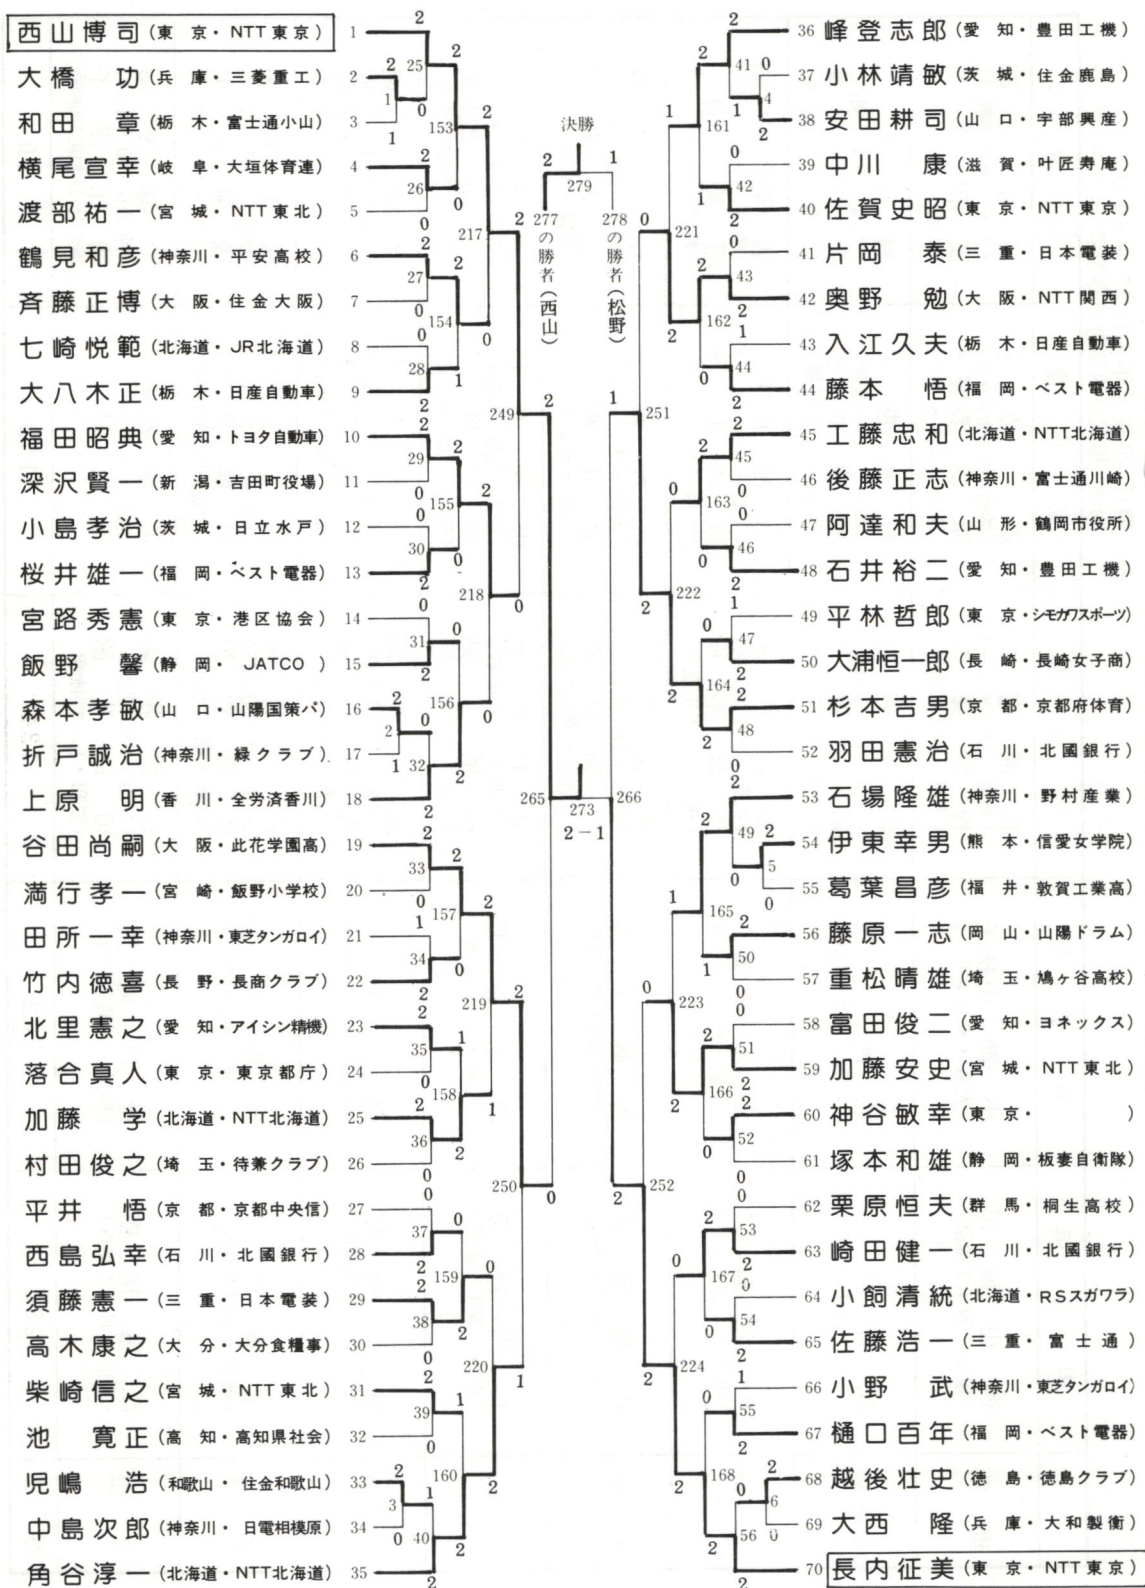 西山博司(東 京・NTT東京) 1
大橋 功(兵 庫・三菱重工) 2
和田 章(栃 木・富士通小山) 3
横尾宣幸(岐 阜・大垣体育連) 4
渡部祐一(宮 城・NTT東北) 5
鶴見和彦(神奈川・平安高校) 6
斉藤正博(大 阪・住金大阪) 7
七崎悦範(北海道・JR北海道) 8
大八木正(栃 木・日産自動車) 9
福田昭典(愛 知・トヨタ自動車) 10
深沢賢一(新 潟・吉田町役場) 11
小島孝治(茨 城・日立水戸) 12
桜井雄一(福 岡・ベスト電器) 13
宮路秀憲(東 京・港区協会) 14
飯野 馨(静 岡・JATCO) 15
森本孝敏(山 口・山陽国策パ) 16
折戸誠治(神奈川・緑クラブ) 17
上原 明(香 川・全労済香川) 18
谷田尚嗣(大 阪・此花学園高) 19
満行孝一(宮 崎・飯野小学校) 20
田所一幸(神奈川・東芝タンガロイ) 21
竹内徳喜(長 野・長商クラブ) 22
北里憲之(愛 知・アイシン精機) 23
落合真人(東 京・東京都庁) 24
加藤 学(北海道・NTT北海道) 25
村田俊之(埼 玉・待兼クラブ) 26
平井 悟(京 都・京都中央信) 27
西島弘幸(石 川・北國銀行) 28
須藤憲一(三 重・日本電装) 29
高木康之(大 分・大分食糧事) 30
柴崎信之(宮 城・NTT東北) 31
池 寛正(高 知・高知県社会) 32
児嶋 浩(和歌山・住金和歌山) 33
中島次郎(神奈川・日電相模原) 34
角谷淳一(北海道・NTT北海道) 35
決勝
2 1
279
277の勝者(西山)
278の勝者(松野)
265 273 266
2－1
36 峰登志郎(愛 知・豊田工機)
37 小林靖敏(茨 城・住金鹿島)
38 安田耕司(山 口・宇部興産)
39 中川 康(滋 賀・叶匠寿庵)
40 佐賀史昭(東 京・NTT東京)
41 片岡 泰(三 重・日本電装)
42 奥野 勉(大 阪・NTT関西)
43 入江久夫(栃 木・日産自動車)
44 藤本 悟(福 岡・ベスト電器)
45 工藤忠和(北海道・NTT北海道)
46 後藤正志(神奈川・富士通川崎)
47 阿達和夫(山 形・鶴岡市役所)
48 石井裕二(愛 知・豊田工機)
49 平林哲郎(東 京・シモガワスポーツ)
50 大浦恒一郎(長 崎・長崎女子商)
51 杉本吉男(京 都・京都府体育)
52 羽田憲治(石 川・北國銀行)
53 石場隆雄(神奈川・野村産業)
54 伊東幸男(熊 本・信愛女学院)
55 葛葉昌彦(福 井・敦賀工業高)
56 藤原一志(岡 山・山陽ドラム)
57 重松晴雄(埼 玉・鳩ヶ谷高校)
58 富田俊二(愛 知・ヨネックス)
59 加藤安史(宮 城・NTT東北)
60 神谷敏幸(東 京・ )
61 塚本和雄(静 岡・板妻自衛隊)
62 栗原恒夫(群 馬・桐生高校)
63 崎田健一(石 川・北國銀行)
64 小飼清統(北海道・RSスガワラ)
65 佐藤浩一(三 重・富士通)
66 小野 武(神奈川・東芝タンガロイ)
67 樋口百年(福 岡・ベスト電器)
68 越後壮史(徳 島・徳島クラブ)
69 大西 隆(兵 庫・大和製衡)
70 長内征美(東 京・NTT東京)